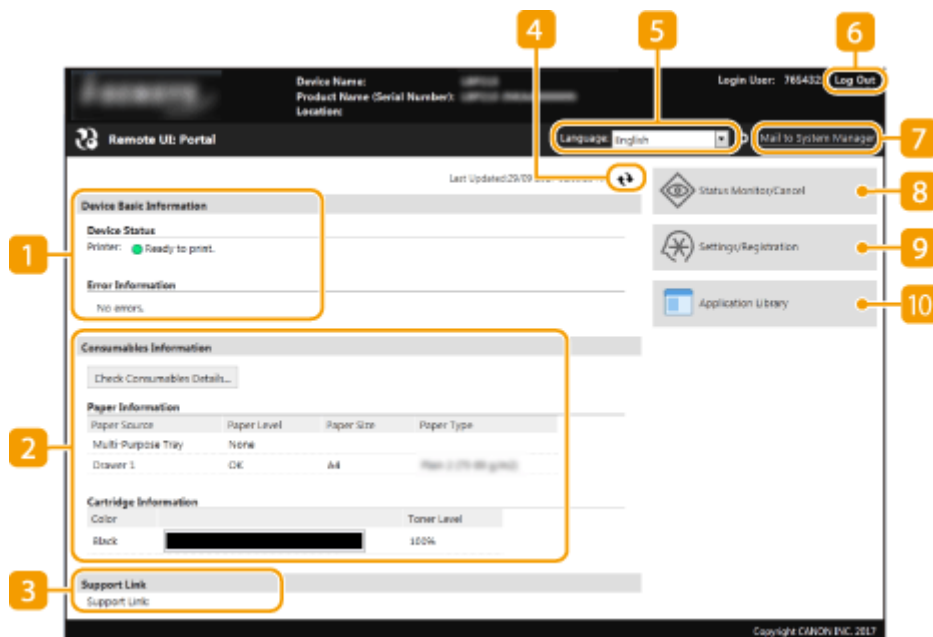 4 5 6
Device Name:
Login User: 765432 Log Out
Product Name (Serial Number):
Location:
Remote UI: Portal
Language: English
Mail to System Manager
7
Last Updated:29/09
Status Monitor/Cancel
8
Device Basic Information
Device Status
Printer: Ready to print.
1
Settings/Registration
9
Error Information
No errors.
Application Library
10
Consumables Information
Check Consumables Details...
Paper Information
Paper Source Paper Level Paper Size Paper Type
2
Multi-Purpose Tray None
Drawer 1 OK A4
Cartridge Information
Color Toner Level
Black 100%
3
Support Link
Support Link:
Copyright CANON INC. 2017